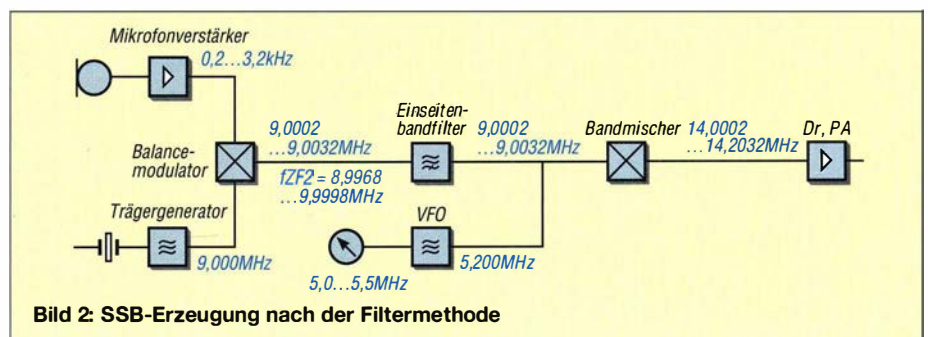 Mikrofonverstärker
0,2...3,2kHz
Balance-
modulator
9,0002
...9,0032MHz
fZF2 = 8,9968
...9,9998MHz
Einseiten-
bandfilter
9,0002
...9,0032MHz
Bandmischer
14,0002
...14,2032MHz
Dr, PA
Trägergenerator
9,000MHz
VFO
5,0...5,5MHz
5,200MHz
Bild 2: SSB-Erzeugung nach der Filtermethode